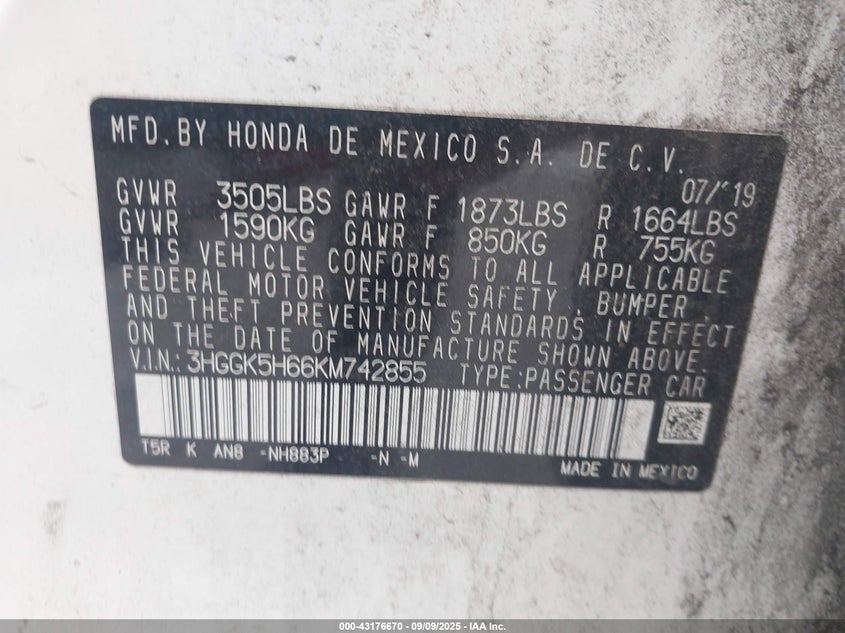 MFD. BY HONDA DE MEXICO S.A. DE C.V.
07/'19
GVWR 3505LBS GAWR F 1873LBS R 1664LBS
GVWR 1590KG GAWR F 850KG R 755KG
THIS VEHICLE CONFORMS TO ALL APPLICABLE
FEDERAL MOTOR VEHICLE SAFETY, BUMPER,
AND THEFT PREVENTION STANDARDS IN EFFECT
ON THE DATE OF MANUFACTURE SHOWN ABOVE.
V.I.N.: 3HGGK5H66KM742855 TYPE:PASSENGER CAR
T5R K AN8 -NH883P -N -M
MADE IN MEXICO
000-43176670 - 09/09/2025 - IAA Inc.